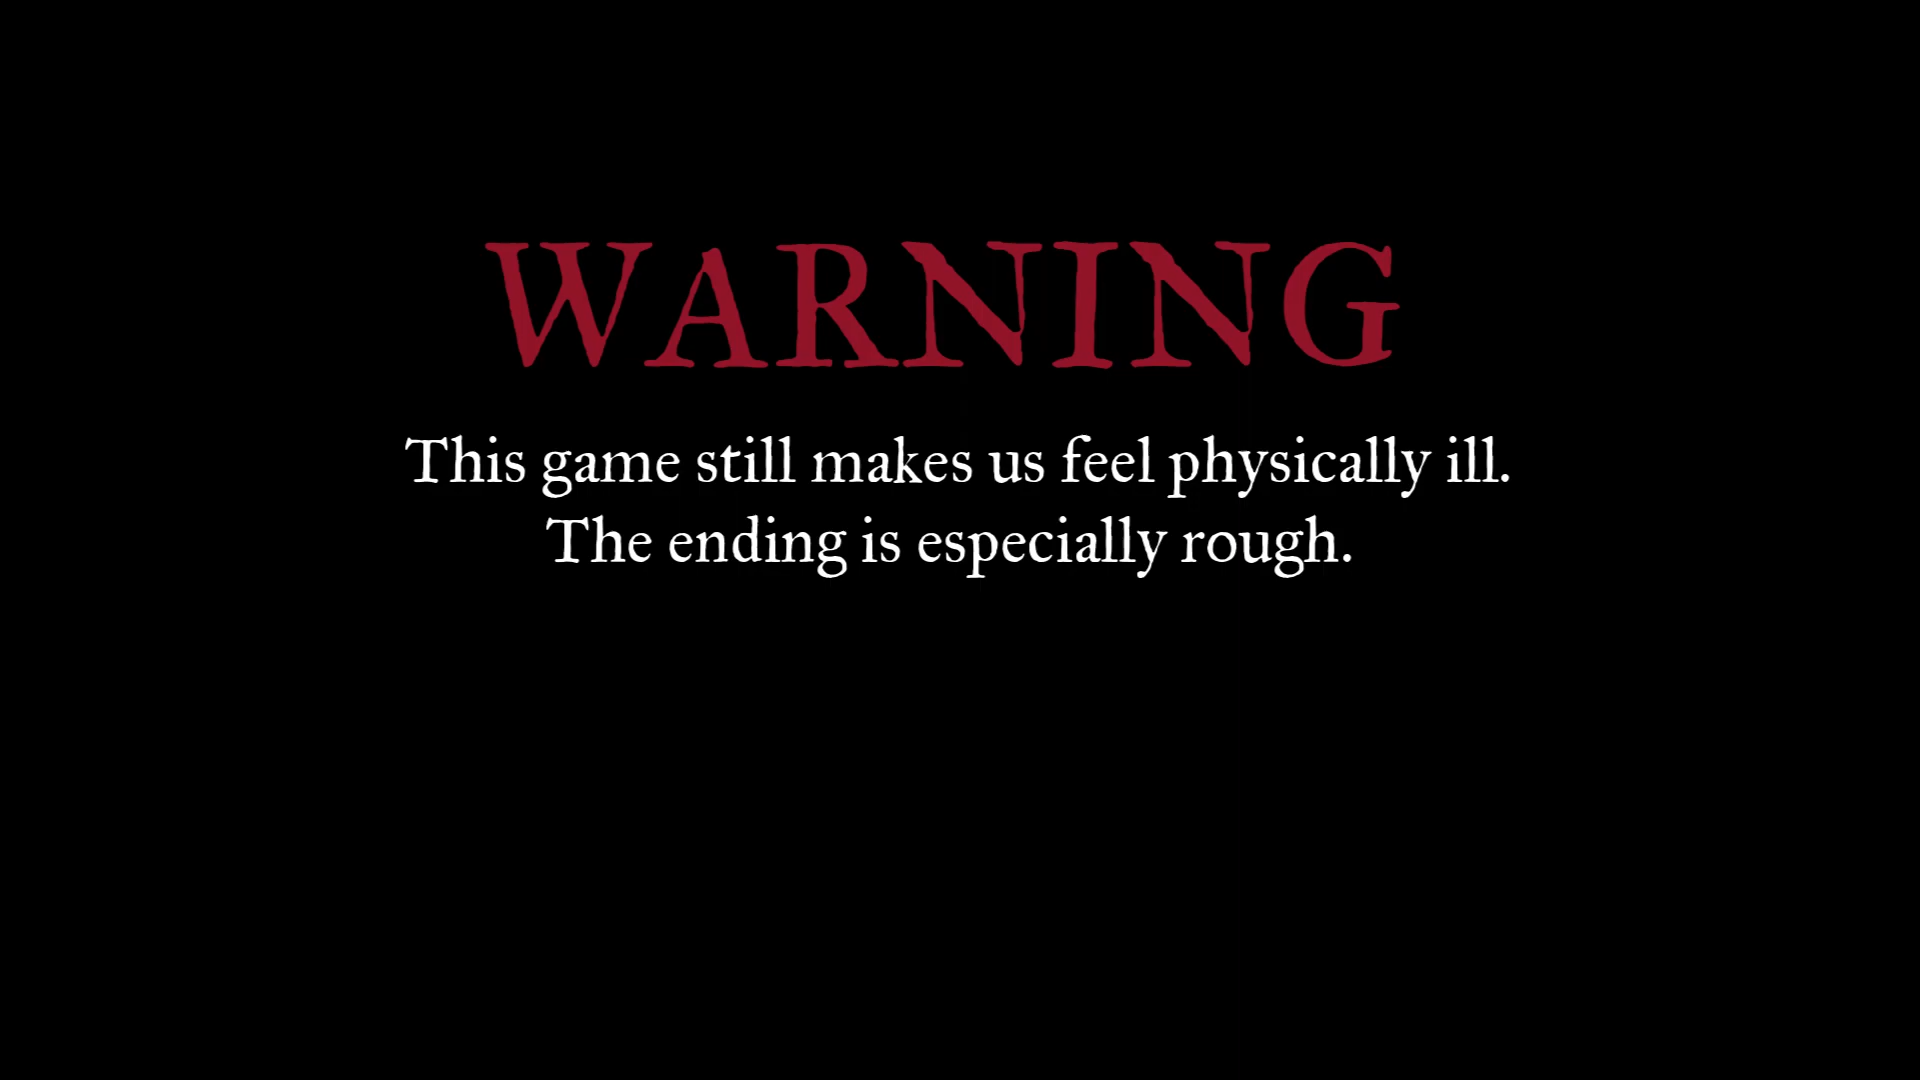 WARNING
This game still makes us feel physically ill.
The ending is especially rough.